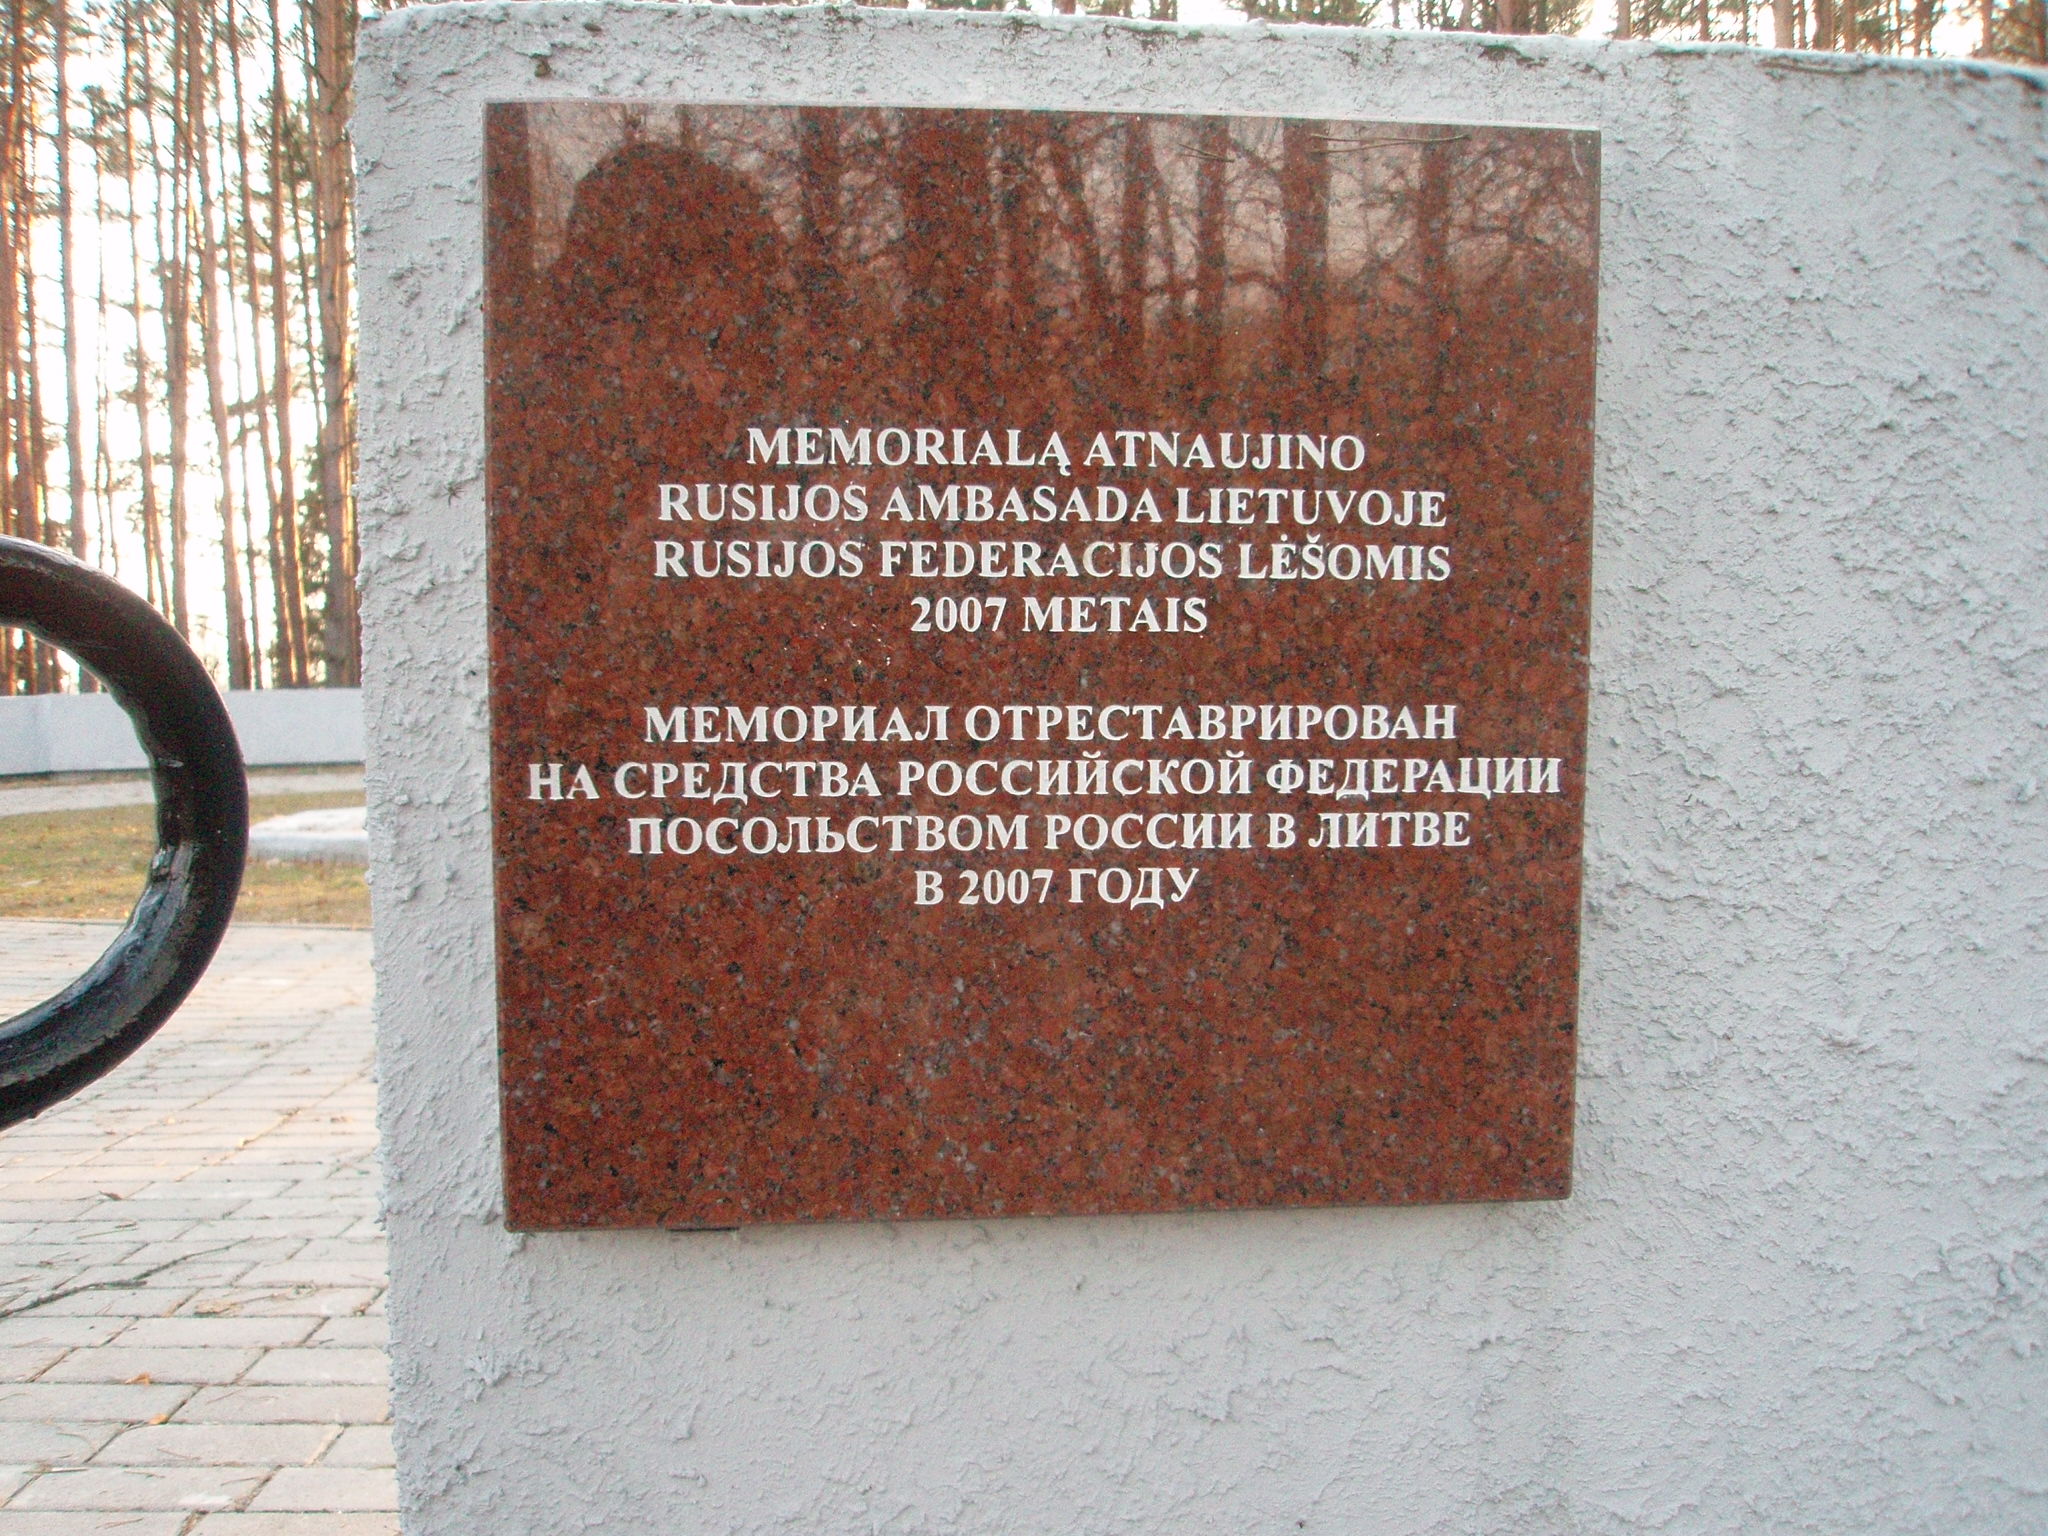 MEMORIALĄ ATNAUJINO
RUSIJOS AMBASADA LIETUVOJE
RUSIJOS FEDERACIJOS LĖŠOMIS
2007 METAIS
МЕМОРИАЛ ОТРЕСТАВРИРОВАН
НА СРЕДСТВА РОССИЙСКОЙ ФЕДЕРАЦИИ
ПОСОЛЬСТВОМ РОССИИ В ЛИТВЕ
В 2007 ГОДУ